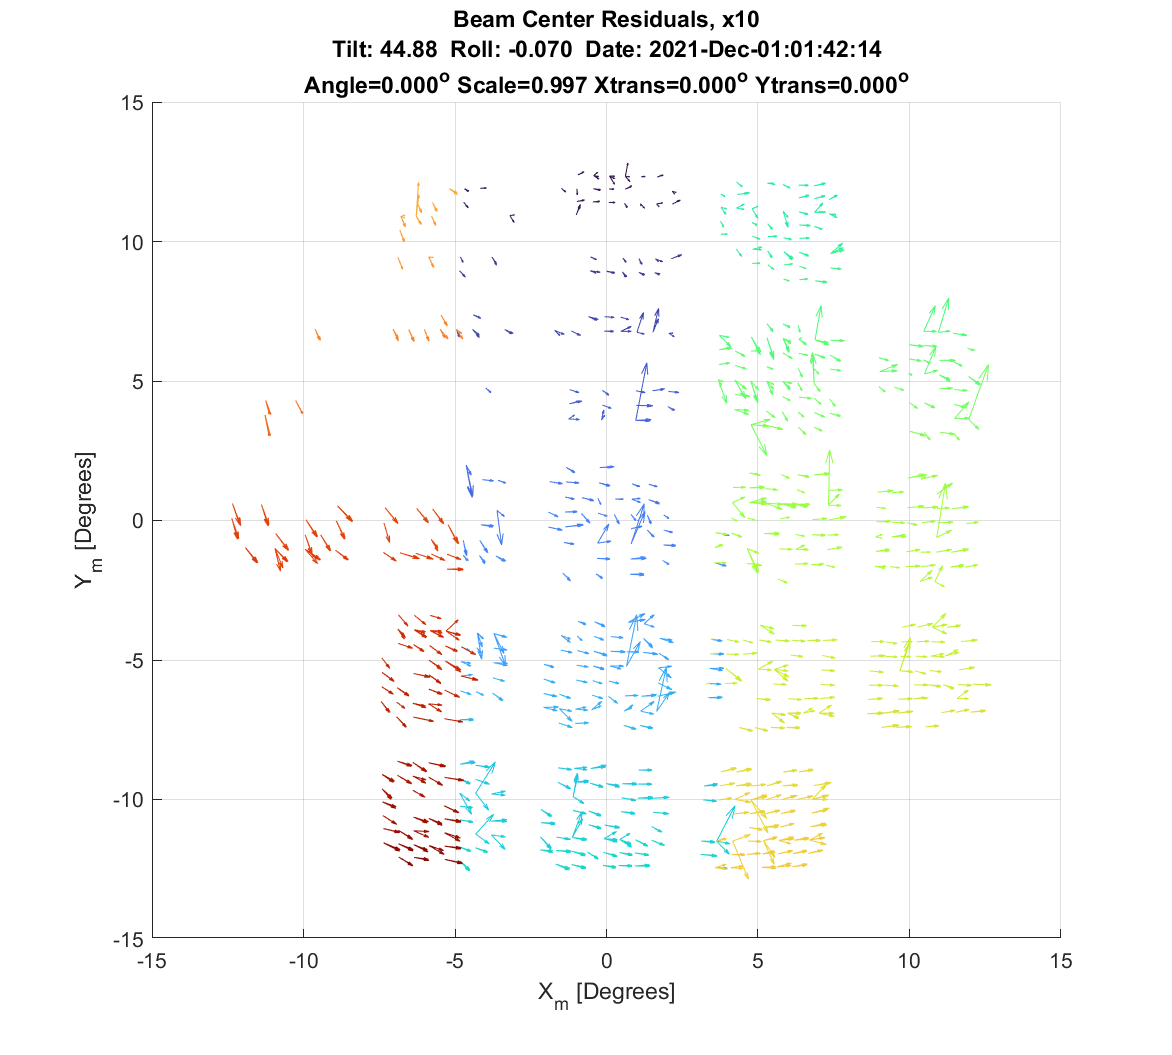 Beam Center Residuals, x10
Tilt: 44.88 Roll: -0.070 Date: 2021-Dec-01:01:42:14
Angle=0.000° Scale=0.997 Xtrans=0.000° Ytrans=0.000°
15
10
5
0
-5
-10
-15
Y_m [Degrees]
-15 -10 -5 0 5 10 15
X_m [Degrees]